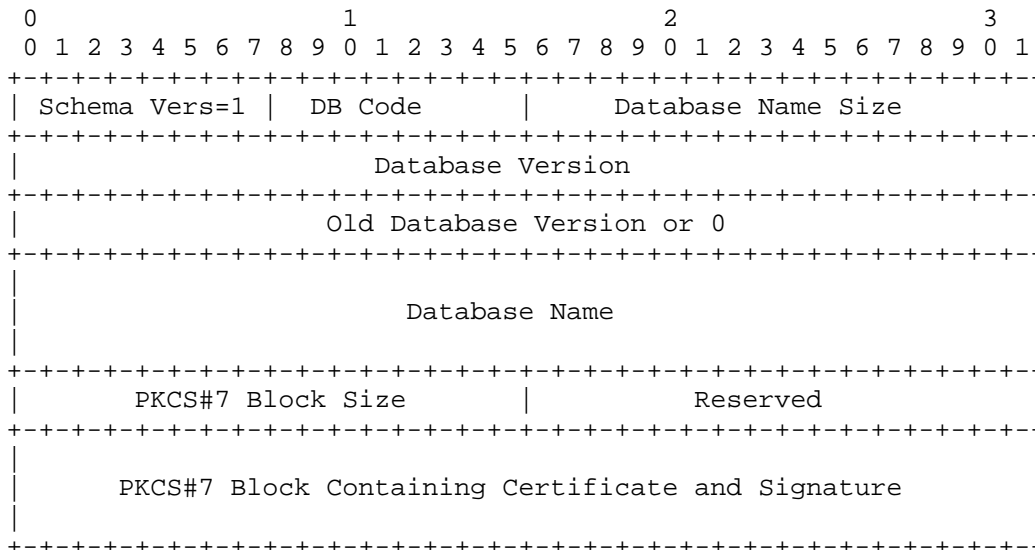 0                   1                   2                   3
 0 1 2 3 4 5 6 7 8 9 0 1 2 3 4 5 6 7 8 9 0 1 2 3 4 5 6 7 8 9 0 1
+-+-+-+-+-+-+-+-+-+-+-+-+-+-+-+-+-+-+-+-+-+-+-+-+-+-+-+-+-+-+-+-
| Schema Vers=1 |  DB Code      |     Database Name Size
+-+-+-+-+-+-+-+-+-+-+-+-+-+-+-+-+-+-+-+-+-+-+-+-+-+-+-+-+-+-+-+-
|                      Database Version
+-+-+-+-+-+-+-+-+-+-+-+-+-+-+-+-+-+-+-+-+-+-+-+-+-+-+-+-+-+-+-+-
|                   Old Database Version or 0
+-+-+-+-+-+-+-+-+-+-+-+-+-+-+-+-+-+-+-+-+-+-+-+-+-+-+-+-+-+-+-+-
|
|                        Database Name
|
+-+-+-+-+-+-+-+-+-+-+-+-+-+-+-+-+-+-+-+-+-+-+-+-+-+-+-+-+-+-+-+-
|       PKCS#7 Block Size       |          Reserved
+-+-+-+-+-+-+-+-+-+-+-+-+-+-+-+-+-+-+-+-+-+-+-+-+-+-+-+-+-+-+-+-
|
|      PKCS#7 Block Containing Certificate and Signature
|
+-+-+-+-+-+-+-+-+-+-+-+-+-+-+-+-+-+-+-+-+-+-+-+-+-+-+-+-+-+-+-+-